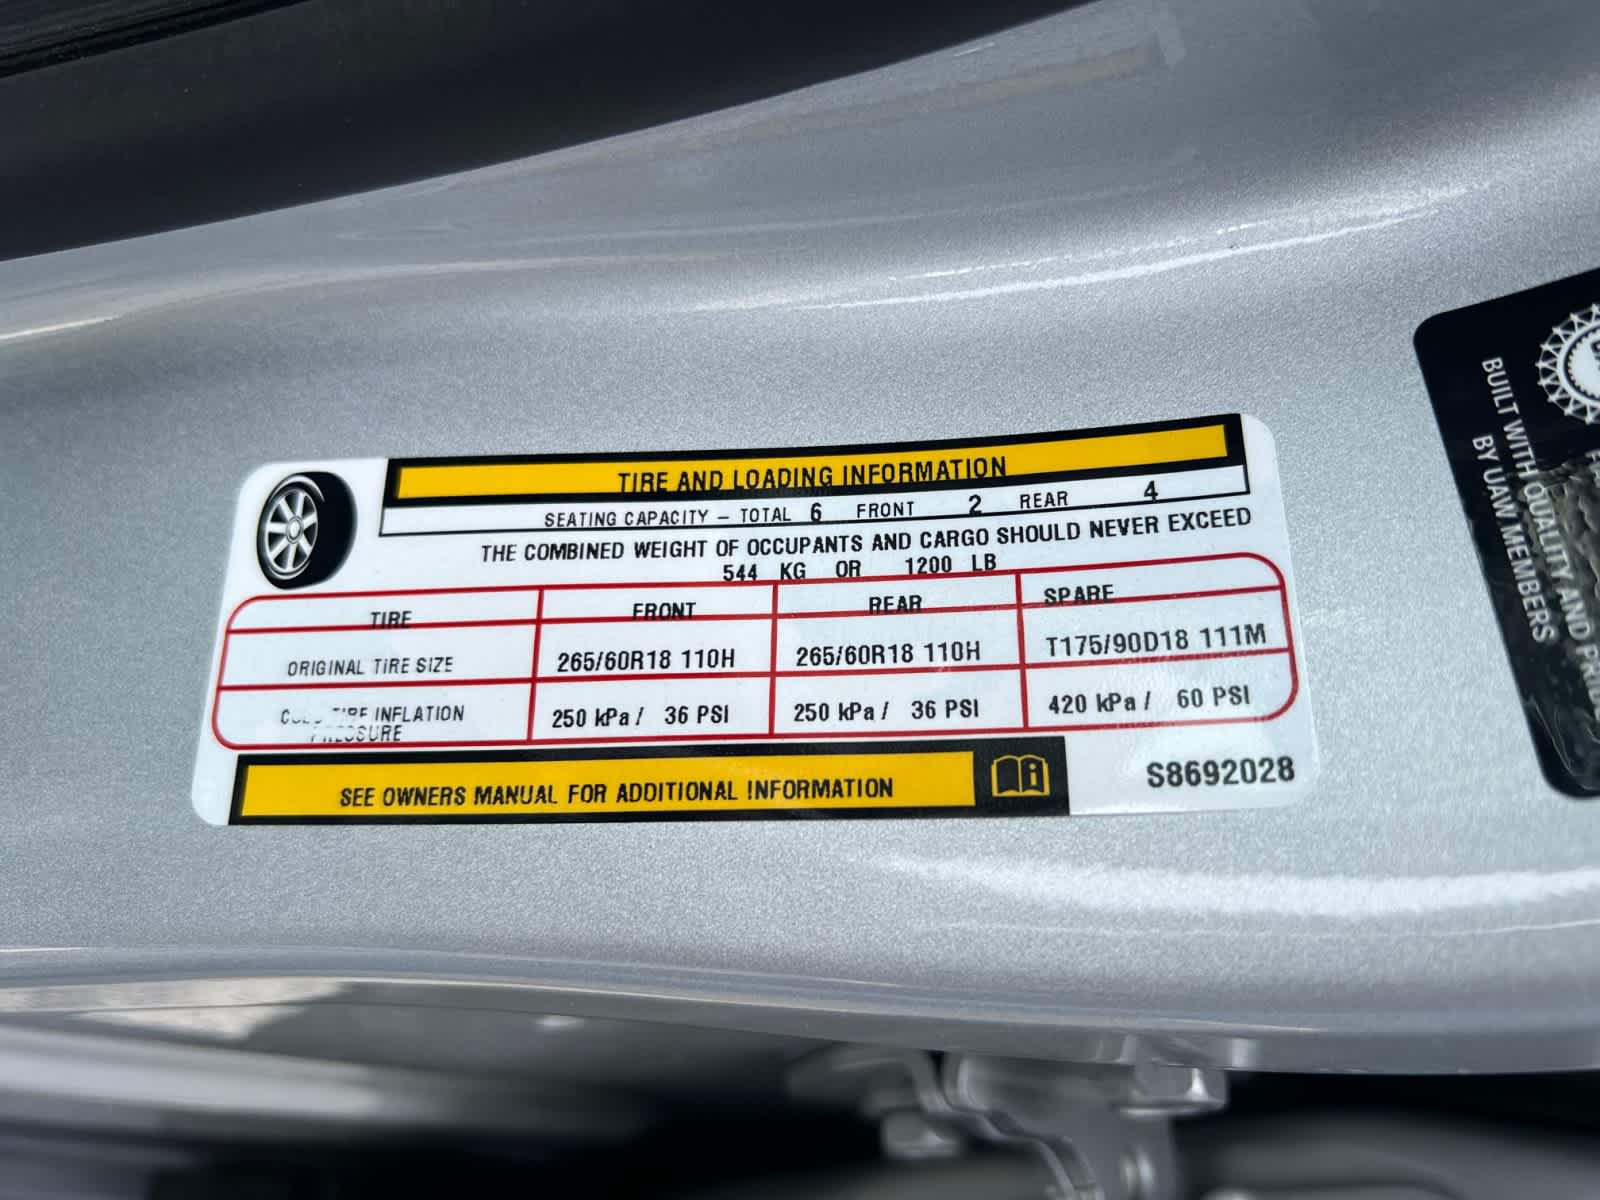 TIRE AND LOADING INFORMATION
SEATING CAPACITY – TOTAL 6 FRONT 2 REAR 4
THE COMBINED WEIGHT OF OCCUPANTS AND CARGO SHOULD NEVER EXCEED
544 KG OR 1200 LB
TIRE FRONT REAR SPARE
ORIGINAL TIRE SIZE 265/60R18 110H 265/60R18 110H T175/90D18 111M
COLD TIRE INFLATION PRESSURE 250 kPa / 36 PSI 250 kPa / 36 PSI 420 kPa / 60 PSI
SEE OWNERS MANUAL FOR ADDITIONAL INFORMATION
S8692028
BUILT WITH QUALITY AND
BY UAW MEMBERS